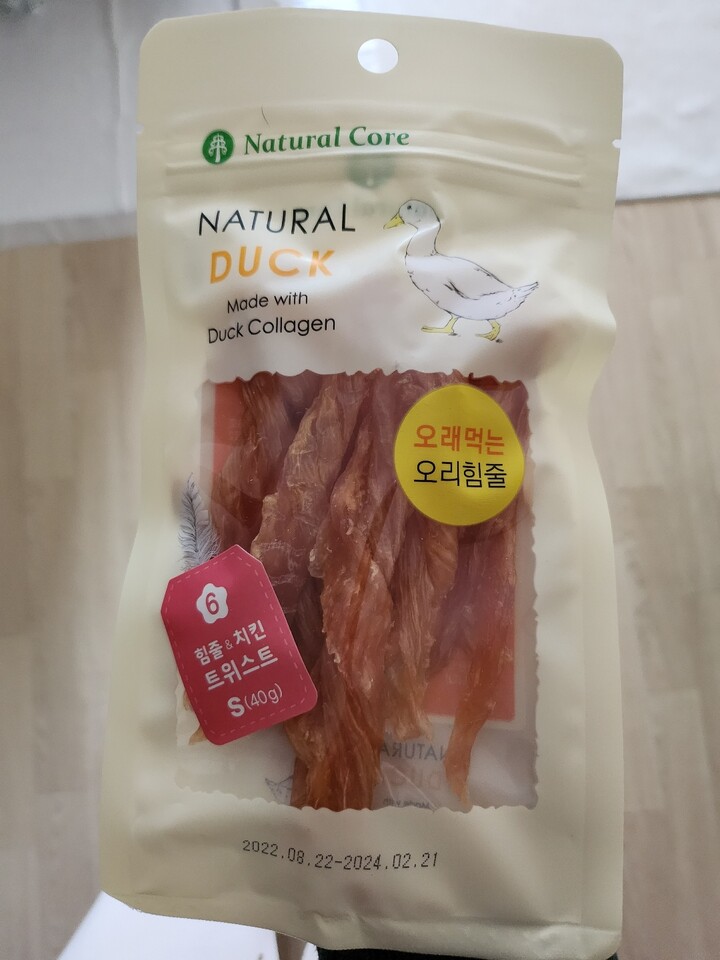 Natural Core
NATURAL
DUCK
Made with
Duck Collagen
오래먹는
오리힘줄
6
힘줄&치킨
트위스트
S(40g)
NATURA
2022.08.22-2024.02.21